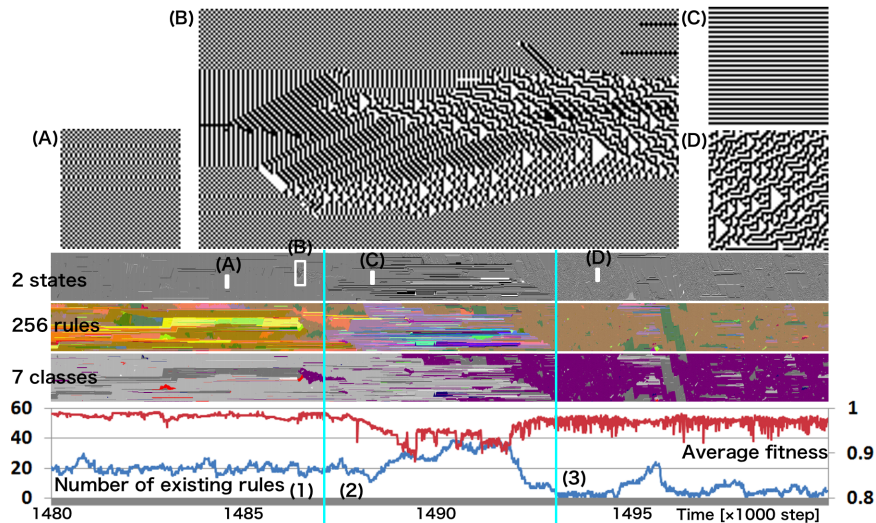 (B)
(C)
(A)
(D)
(A)
(B)
(C)
(D)
2 states
256 rules
7 classes
60
40
20
0
1
0.9
0.8
Average fitness
Number of existing rules
(1)
(2)
(3)
1480
1485
1490
1495
Time [×1000 step]